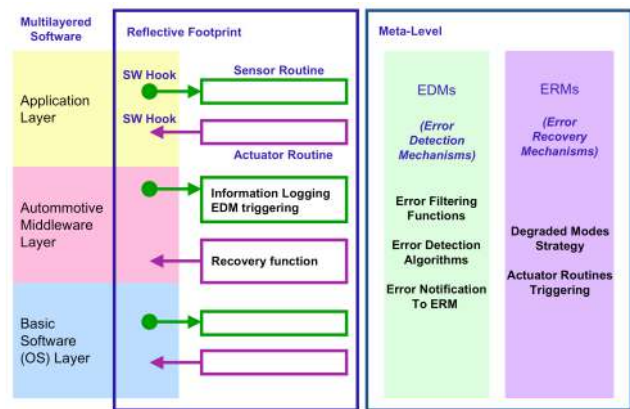 Multilayered
Software
Reflective Footprint
Meta-Level
Application
Layer
SW Hook
Sensor Routine
SW Hook
Actuator Routine
Autommotive
Middleware
Layer
Information Logging
EDM triggering
Recovery function
Basic
Software
(OS) Layer
EDMs
(Error
Detection
Mechanisms)
Error Filtering
Functions
Error Detection
Algorithms
Error Notification
To ERM
ERMs
(Error
Recovery
Mechanisms)
Degraded Modes
Strategy
Actuator Routines
Triggering